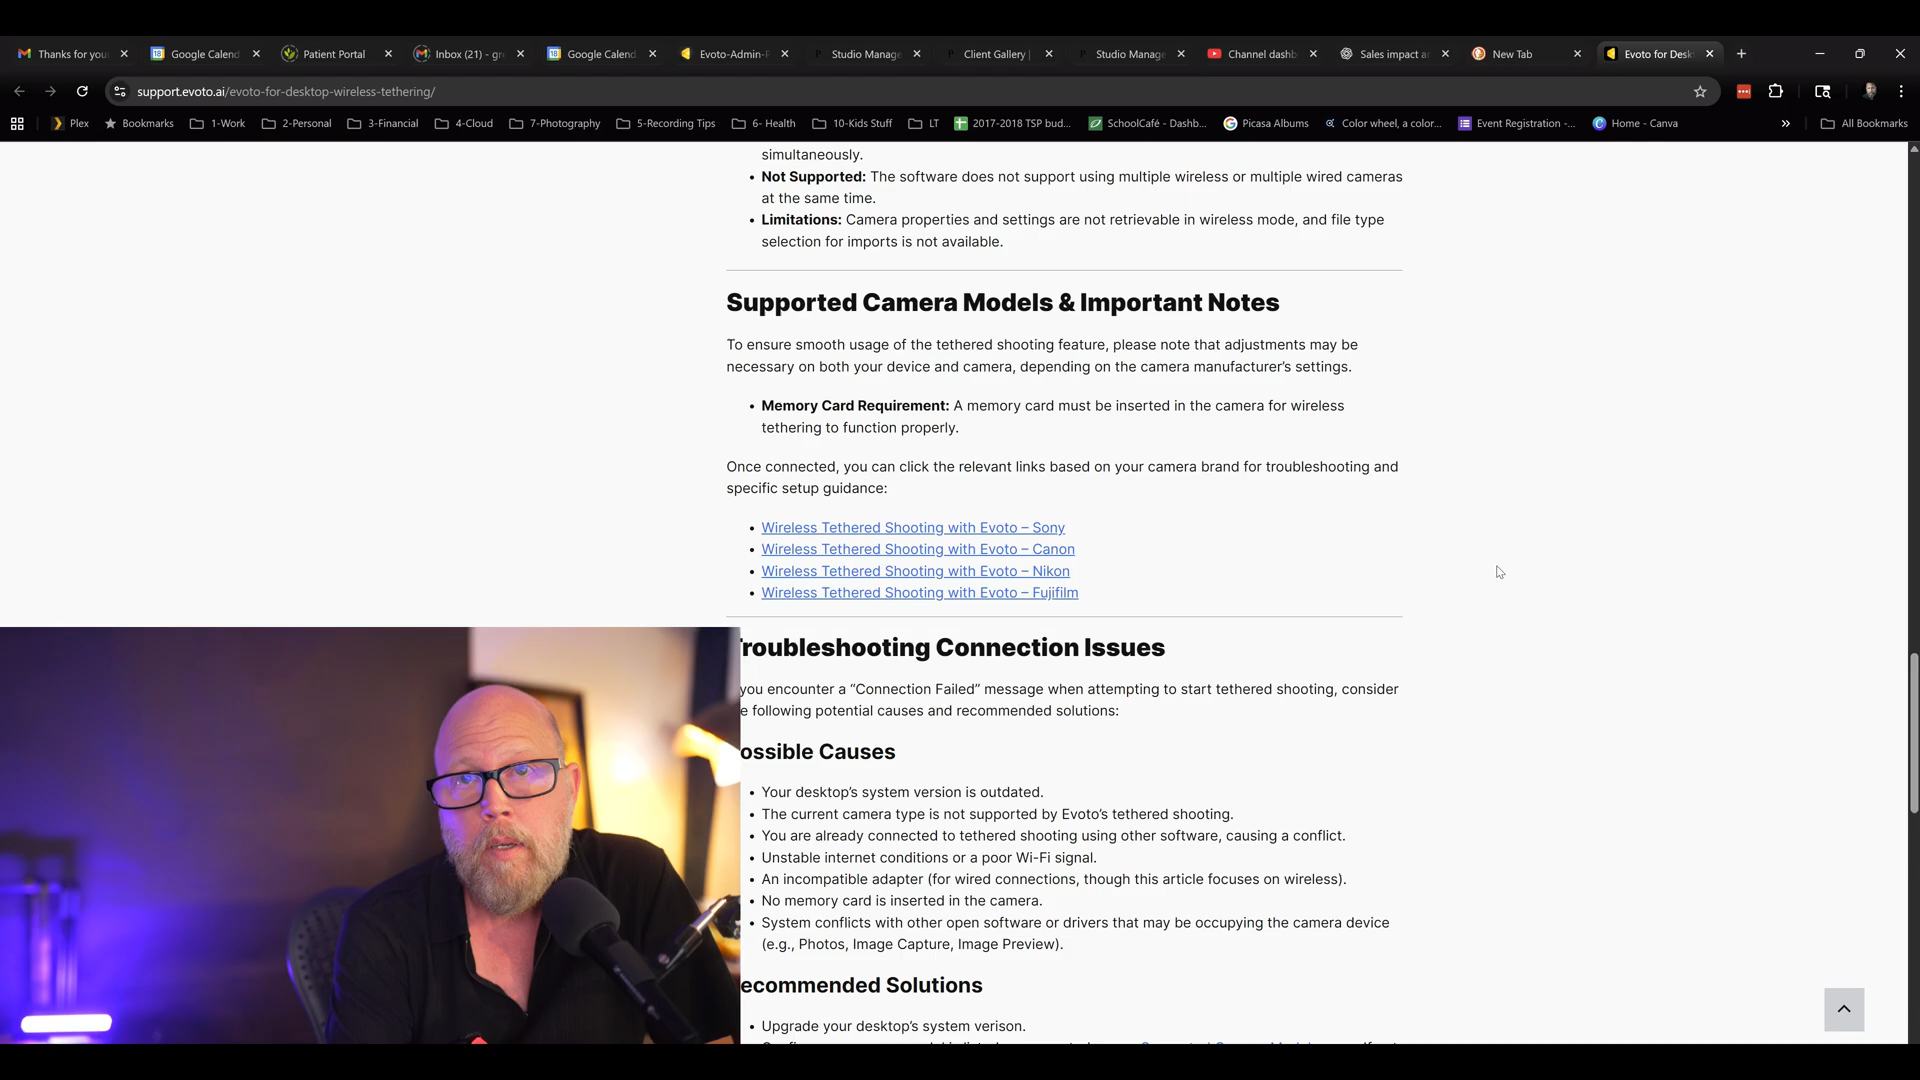 Thanks for you
Google Calend
Patient Portal
Inbox (21) - gr
Google Calend
Evoto-Admin-
Studio Manage
Client Gallery |
Studio Manage
Channel dashb
Sales impact a
New Tab
Evoto for Desk
support.evoto.ai/evoto-for-desktop-wireless-tethering/
Plex
Bookmarks
1-Work
2-Personal
3-Financial
4-Cloud
7-Photography
5-Recording Tips
6- Health
10-Kids Stuff
LT
2017-2018 TSP bud...
SchoolCafé - Dashb...
Picasa Albums
Color wheel, a color...
Event Registration -...
Home - Canva
All Bookmarks
simultaneously.
• Not Supported: The software does not support using multiple wireless or multiple wired cameras
at the same time.
• Limitations: Camera properties and settings are not retrievable in wireless mode, and file type
selection for imports is not available.
Supported Camera Models & Important Notes
To ensure smooth usage of the tethered shooting feature, please note that adjustments may be
necessary on both your device and camera, depending on the camera manufacturer’s settings.
• Memory Card Requirement: A memory card must be inserted in the camera for wireless
tethering to function properly.
Once connected, you can click the relevant links based on your camera brand for troubleshooting and
specific setup guidance:
• Wireless Tethered Shooting with Evoto – Sony
• Wireless Tethered Shooting with Evoto – Canon
• Wireless Tethered Shooting with Evoto – Nikon
• Wireless Tethered Shooting with Evoto – Fujifilm
roubleshooting Connection Issues
you encounter a “Connection Failed” message when attempting to start tethered shooting, consider
e following potential causes and recommended solutions:
ossible Causes
• Your desktop’s system version is outdated.
• The current camera type is not supported by Evoto’s tethered shooting.
• You are already connected to tethered shooting using other software, causing a conflict.
• Unstable internet conditions or a poor Wi-Fi signal.
• An incompatible adapter (for wired connections, though this article focuses on wireless).
• No memory card is inserted in the camera.
• System conflicts with other open software or drivers that may be occupying the camera device
(e.g., Photos, Image Capture, Image Preview).
ecommended Solutions
• Upgrade your desktop’s system verison.